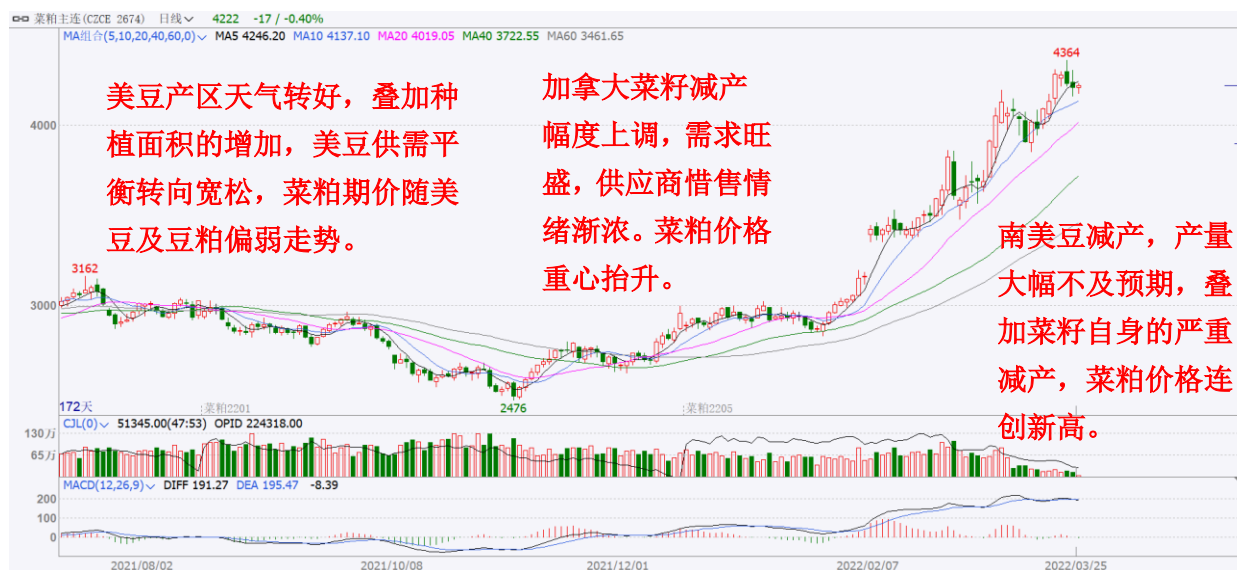 菜粕主连(CZCE 2674) 日线 4222 -17 / -0.40%
MA组合(5,10,20,40,60,0) MA5 4246.20 MA10 4137.10 MA20 4019.05 MA40 3722.55 MA60 3461.65
4364
美豆产区天气转好，叠加种
植面积的增加，美豆供需平
衡转向宽松，菜粕期价随美
豆及豆粕偏弱走势。
加拿大菜籽减产
幅度上调，需求旺
盛，供应商惜售情
绪渐浓。菜粕价格
重心抬升。
南美豆减产，产量
大幅不及预期，叠
加菜籽自身的严重
减产，菜粕价格连
创新高。
4000
3162
3000
172天
菜粕2201
2476
菜粕2205
CJL(0) 51345.00(47:53) OPID 224318.00
130万
65万
MACD(12,26,9) DIFF 191.27 DEA 195.47 -8.39
200
100
0
2021/08/02 2021/10/08 2021/12/01 2022/02/07 2022/03/25